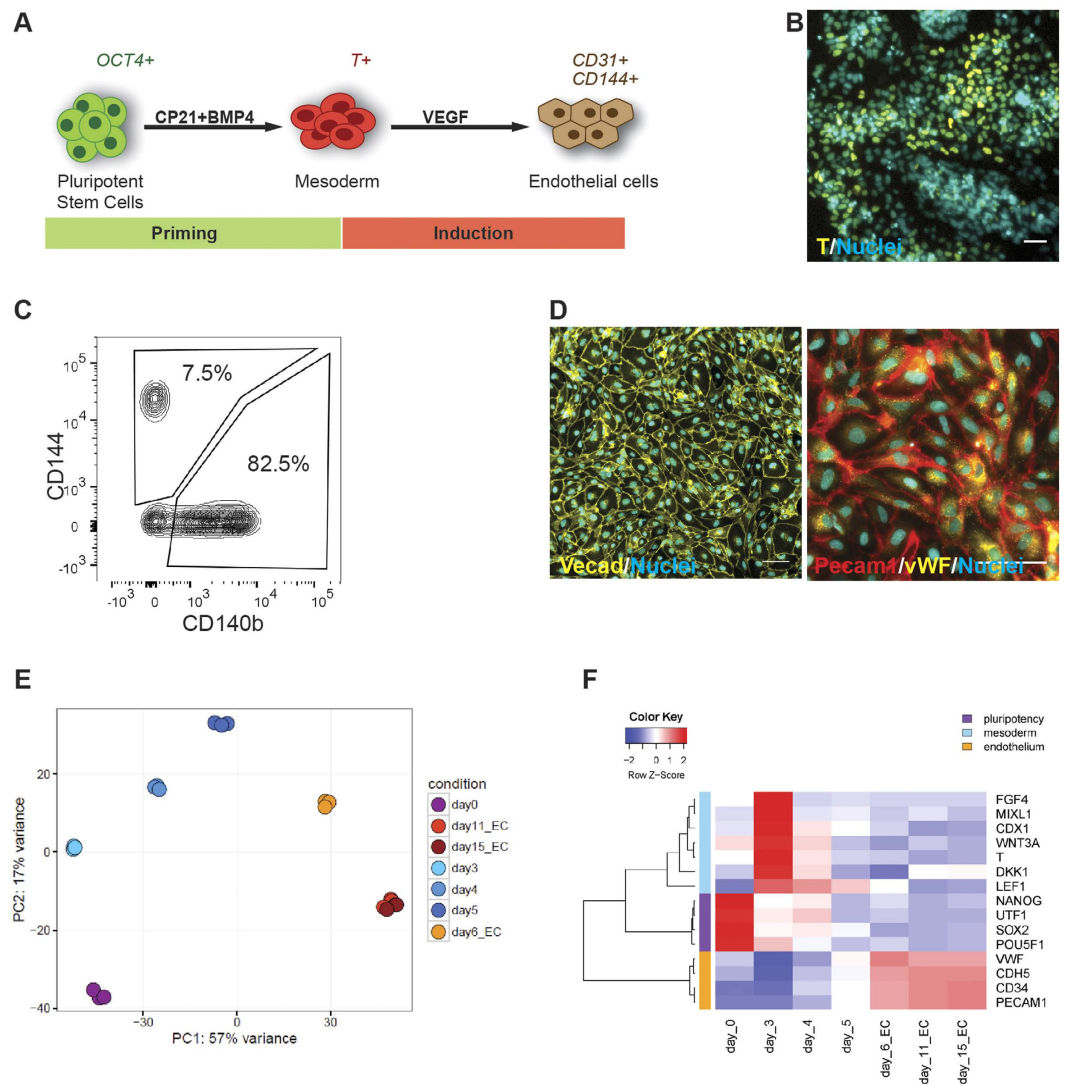 A
OCT4+
T+
CD31+
CD144+
CP21+BMP4
VEGF
Pluripotent
Stem Cells
Mesoderm
Endothelial cells
Priming
Induction
B
T/Nuclei
C
7.5%
82.5%
10^5
10^4
10^3
0
-10^3
CD144
-10^3 0 10^3 10^4 10^5
CD140b
D
Vecad/Nuclei
Pecam1/vWF/Nuclei
E
20
0
−20
−40
PC2: 17% variance
−30 0 30
PC1: 57% variance
condition
day0
day11_EC
day15_EC
day3
day4
day5
day6_EC
F
Color Key
−2 −1 0 1 2
Row Z−Score
pluripotency
mesoderm
endothelium
FGF4
MIXL1
CDX1
WNT3A
T
DKK1
LEF1
NANOG
UTF1
SOX2
POU5F1
VWF
CDH5
CD34
PECAM1
day_0
day_3
day_4
day_5
day_6_EC
day_11_EC
day_15_EC